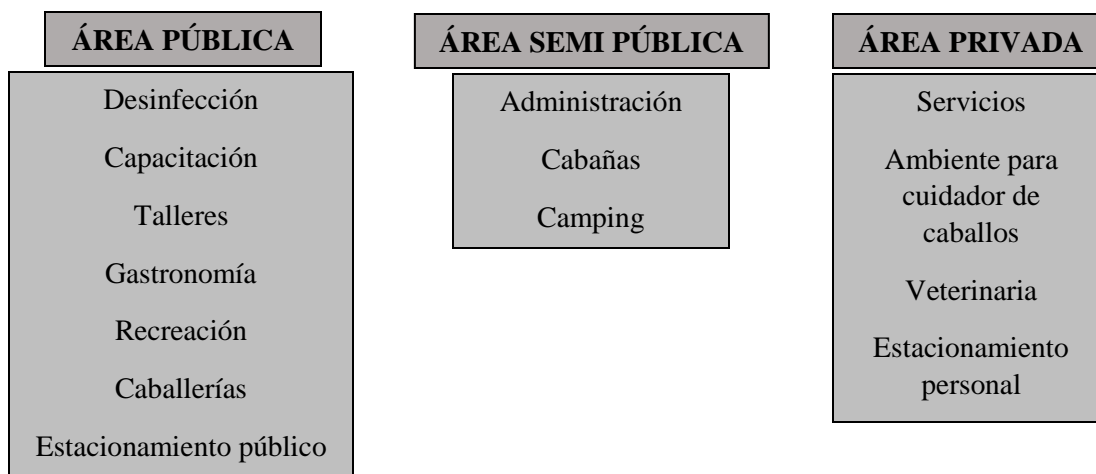 ÁREA PÚBLICA
Desinfección
Capacitación
Talleres
Gastronomía
Recreación
Caballerías
Estacionamiento público
ÁREA SEMI PÚBLICA
Administración
Cabañas
Camping
ÁREA PRIVADA
Servicios
Ambiente para
cuidador de
caballos
Veterinaria
Estacionamiento
personal